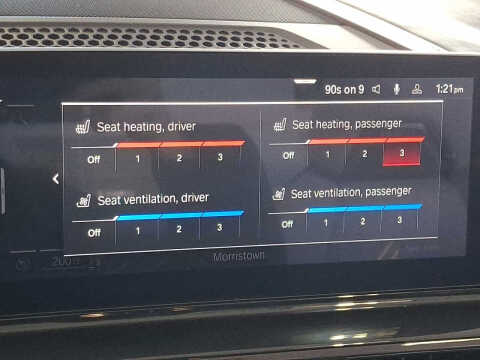 90s on 9 1:21pm
Seat heating, driver
Off 1 2 3
Seat heating, passenger
Off 1 2 3
Seat ventilation, driver
Off 1 2 3
Seat ventilation, passenger
Off 1 2 3
Morristown